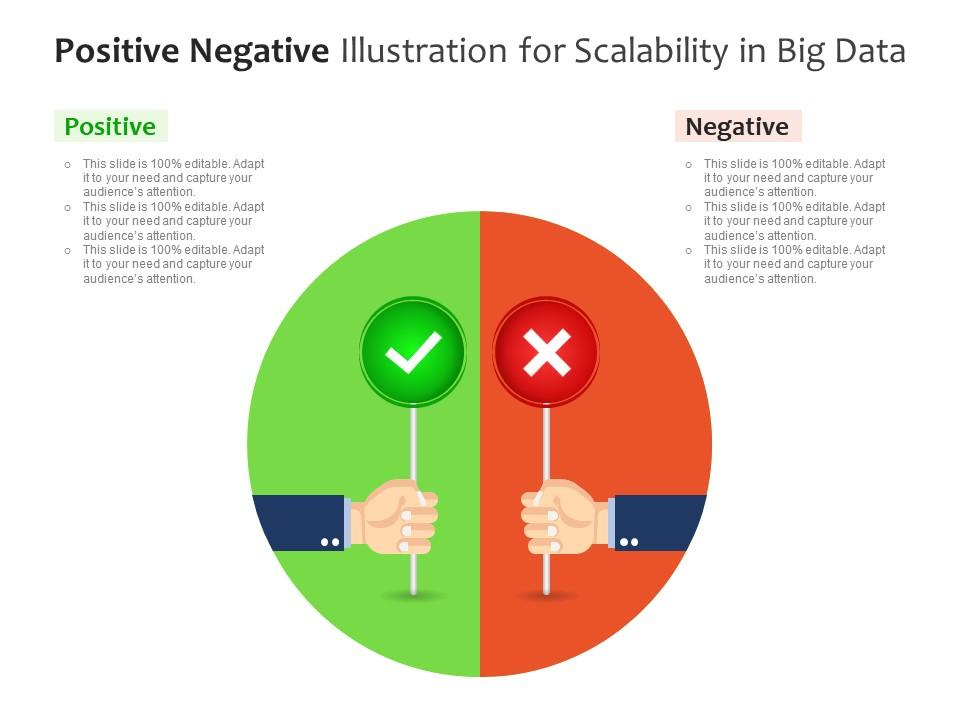 Positive Negative Illustration for Scalability in Big Data
Positive
○ This slide is 100% editable. Adapt
it to your need and capture your
audience's attention.
○ This slide is 100% editable. Adapt
it to your need and capture your
audience's attention.
○ This slide is 100% editable. Adapt
it to your need and capture your
audience's attention.
Negative
○ This slide is 100% editable. Adapt
it to your need and capture your
audience's attention.
○ This slide is 100% editable. Adapt
it to your need and capture your
audience's attention.
○ This slide is 100% editable. Adapt
it to your need and capture your
audience's attention.